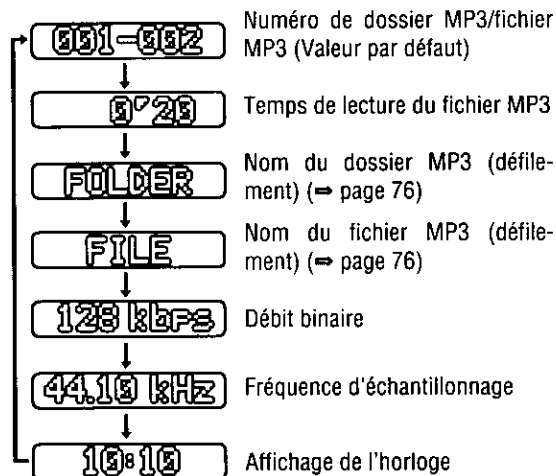 001-002
Numéro de dossier MP3/fichier
MP3 (Valeur par défaut)
0'20
Temps de lecture du fichier MP3
FOLDER
Nom du dossier MP3 (défile-
ment) (➡ page 76)
FILE
Nom du fichier MP3 (défile-
ment) (➡ page 76)
128 kbps
Débit binaire
44.10 kHz
Fréquence d'échantillonnage
10:10
Affichage de l'horloge